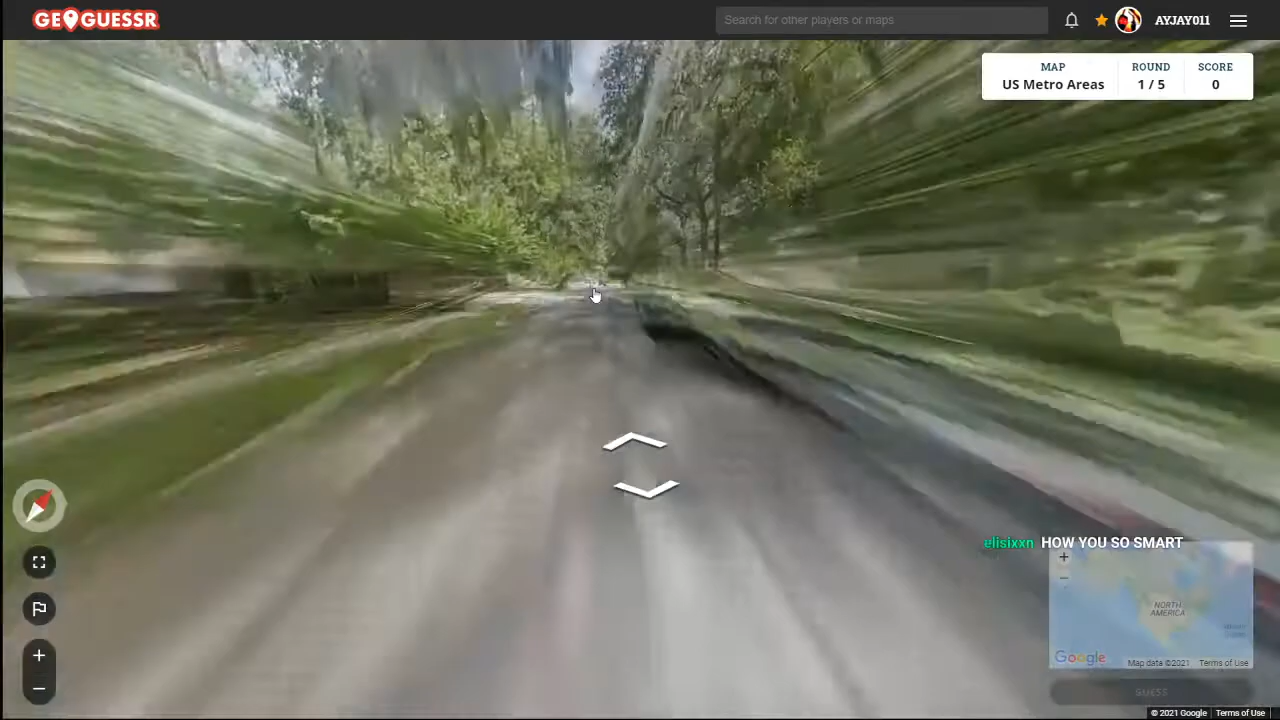 GEOGUESSR
Search for other players or maps
AYJAY011
MAP
US Metro Areas
ROUND
1 / 5
SCORE
0
elisixxn HOW YOU SO SMART
NORTH
AMERICA
Google
Map data ©2021 Terms of Use
GUESS
© 2021 Google Terms of Use